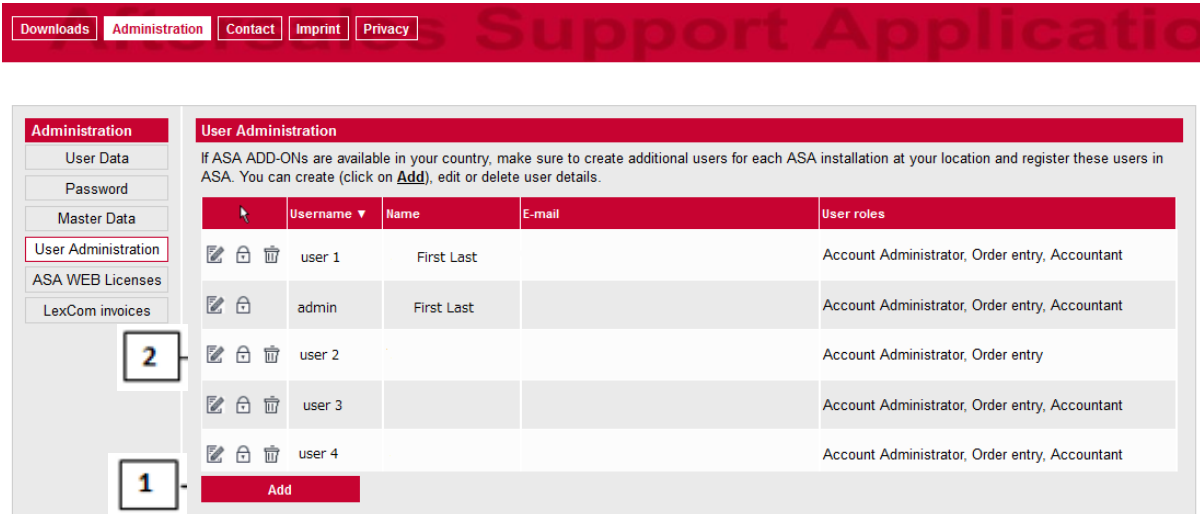 Downloads Administration Contact Imprint Privacy
Aftersales Support Applicatio
Administration
User Data
Password
Master Data
User Administration
ASA WEB Licenses
LexCom invoices
User Administration
If ASA ADD-ONs are available in your country, make sure to create additional users for each ASA installation at your location and register these users in
ASA. You can create (click on Add), edit or delete user details.
Username ▼ Name E-mail User roles
user 1 First Last Account Administrator, Order entry, Accountant
admin First Last Account Administrator, Order entry, Accountant
2 user 2 Account Administrator, Order entry
user 3 Account Administrator, Order entry, Accountant
user 4 Account Administrator, Order entry, Accountant
1 Add